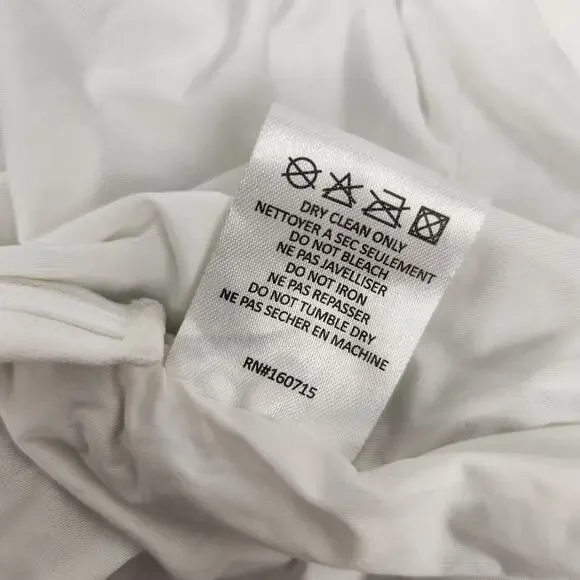 DRY CLEAN ONLY
NETTOYER A SEC SEULEMENT
DO NOT BLEACH
NE PAS JAVELLISER
DO NOT IRON
NE PAS REPASSER
DO NOT TUMBLE DRY
NE PAS SECHER EN MACHINE
RN#160715